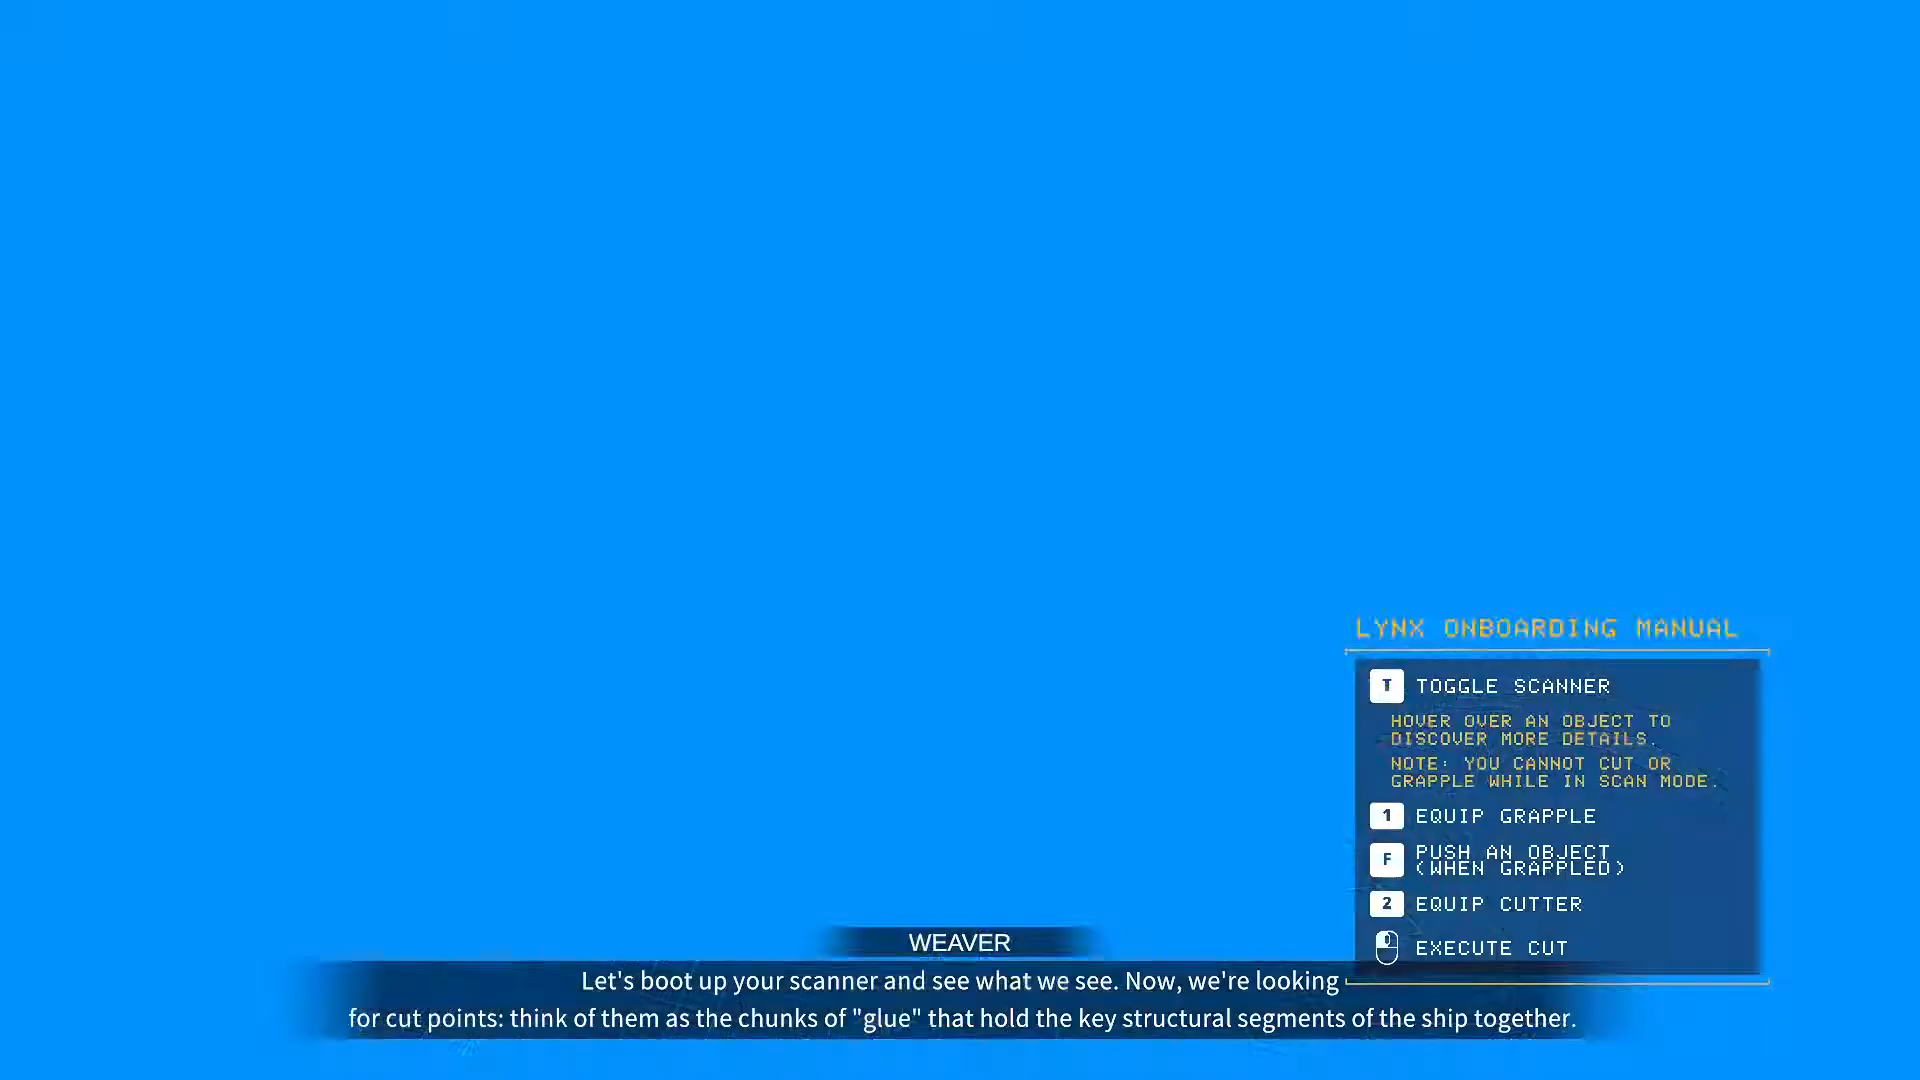 LYNX ONBOARDING MANUAL
T TOGGLE SCANNER
HOVER OVER AN OBJECT TO
DISCOVER MORE DETAILS.
NOTE: YOU CANNOT CUT OR
GRAPPLE WHILE IN SCAN MODE.
1 EQUIP GRAPPLE
F PUSH AN OBJECT
(WHEN GRAPPLED)
2 EQUIP CUTTER
EXECUTE CUT
WEAVER
Let's boot up your scanner and see what we see. Now, we're looking
for cut points: think of them as the chunks of "glue" that hold the key structural segments of the ship together.